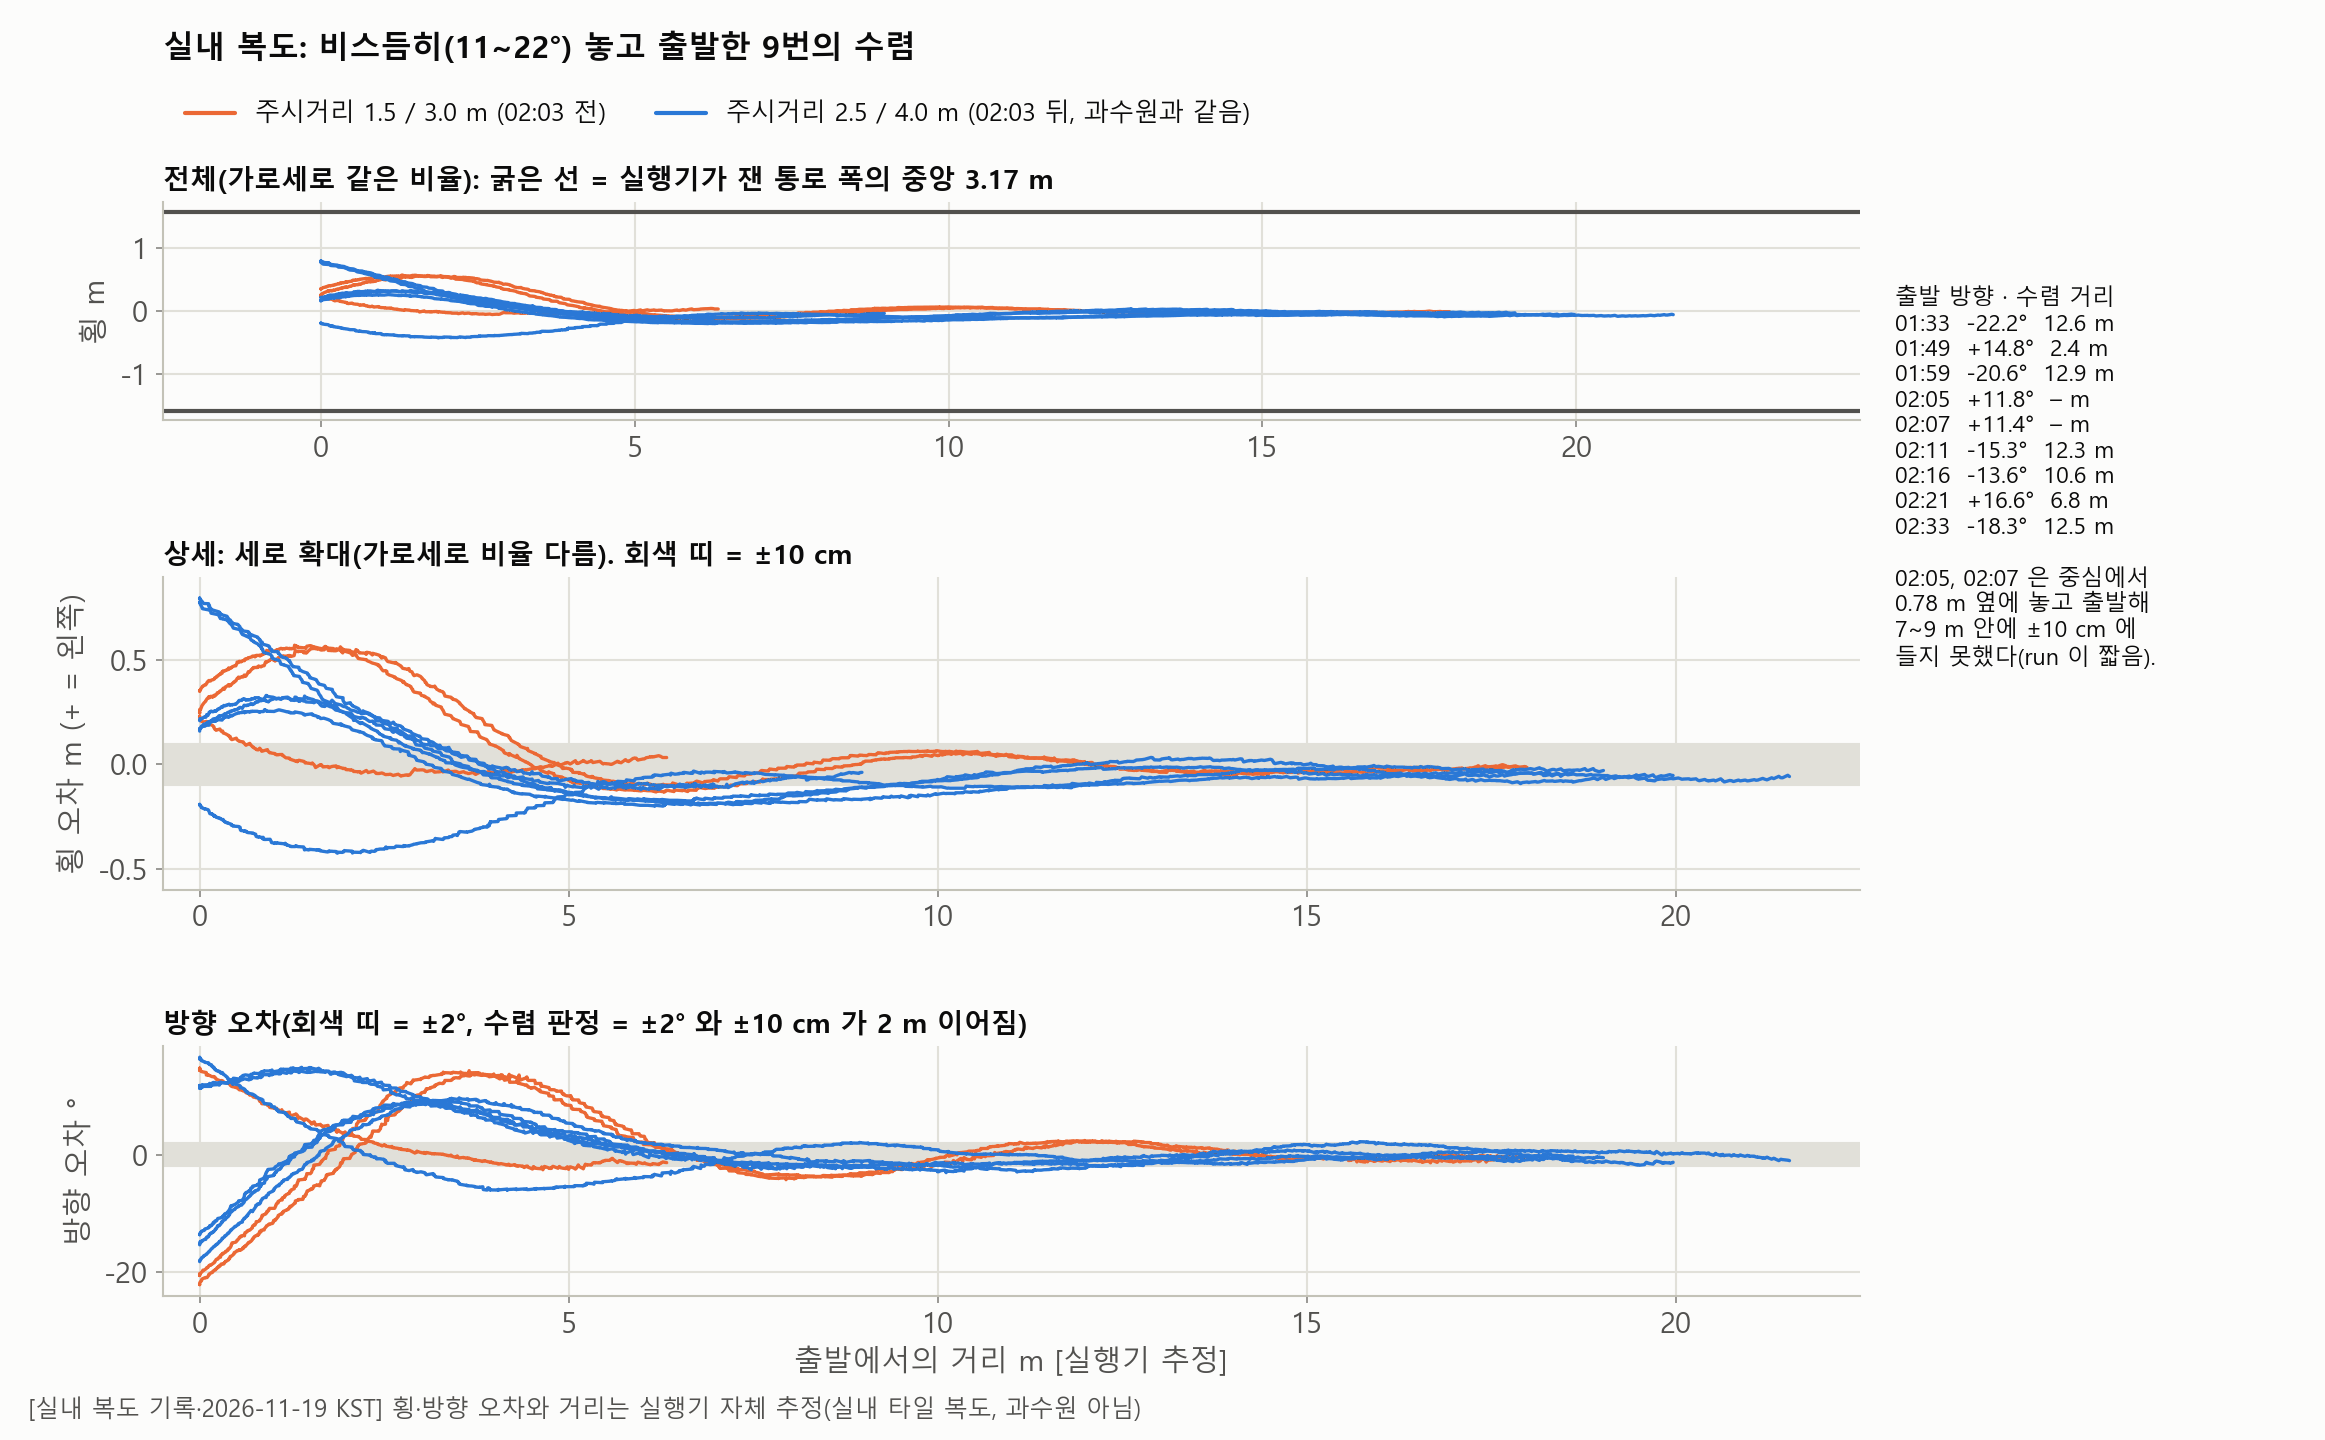 실내 복도: 비스듬히(11~22°) 놓고 출발한 9번의 수렴
주시거리 1.5 / 3.0 m (02:03 전)
주시거리 2.5 / 4.0 m (02:03 뒤, 과수원과 같음)
전체(가로세로 같은 비율): 굵은 선 = 실행기가 잰 통로 폭의 중앙 3.17 m
횡 m
1
0
-1
0
5
10
15
20
출발 방향 · 수렴 거리
01:33 -22.2° 12.6 m
01:49 +14.8° 2.4 m
01:59 -20.6° 12.9 m
02:05 +11.8° – m
02:07 +11.4° – m
02:11 -15.3° 12.3 m
02:16 -13.6° 10.6 m
02:21 +16.6° 6.8 m
02:33 -18.3° 12.5 m
02:05, 02:07 은 중심에서
0.78 m 옆에 놓고 출발해
7~9 m 안에 ±10 cm 에
들지 못했다(run 이 짧음).
상세: 세로 확대(가로세로 비율 다름). 회색 띠 = ±10 cm
횡 오차 m (+ = 왼쪽)
0.5
0.0
-0.5
0
5
10
15
20
방향 오차(회색 띠 = ±2°, 수렴 판정 = ±2° 와 ±10 cm 가 2 m 이어짐)
방향 오차 °
0
-20
0
5
10
15
20
출발에서의 거리 m [실행기 추정]
[실내 복도 기록·2026-11-19 KST] 횡·방향 오차와 거리는 실행기 자체 추정(실내 타일 복도, 과수원 아님)